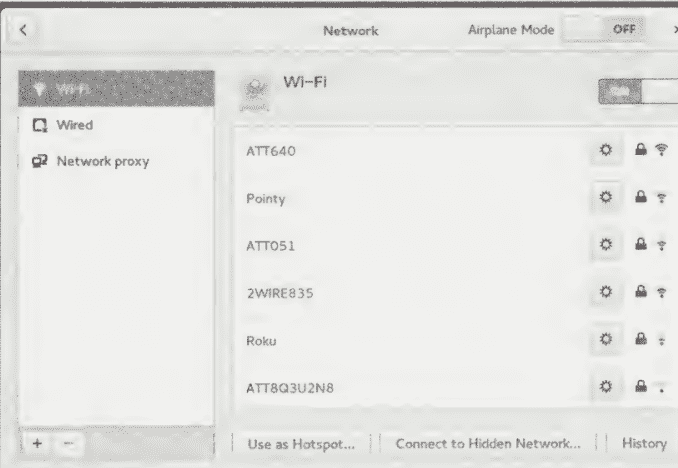 Network Airplane Mode OFF
Wi-Fi
Wi-Fi
ON
Wired
Network proxy
ATT640
Pointy
ATT051
2WIRE835
Roku
ATT8Q3U2N8
+ −
Use as Hotspot... Connect to Hidden Network... History